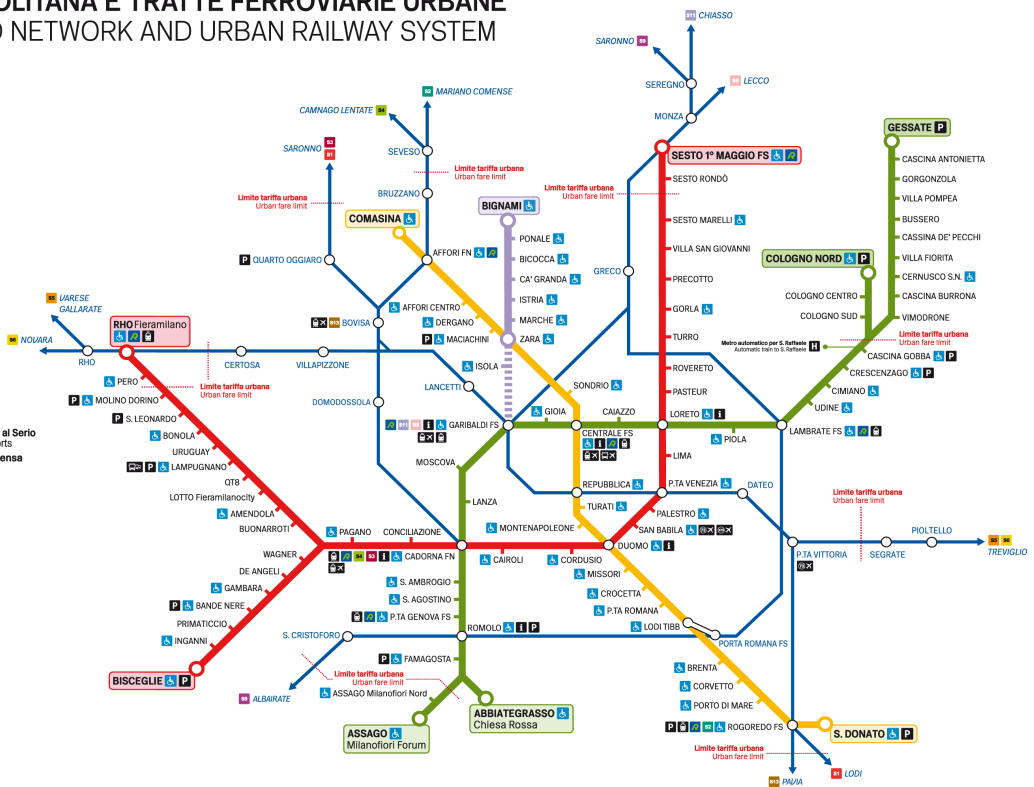 OLITANA E TRATTE FERROVIARIE URBANE
O NETWORK AND URBAN RAILWAY SYSTEM
S11 CHIASSO
SARONNO S9
SEREGNO
S8 LECCO
MONZA
S2 MARIANO COMENSE
CAMNAGO LENTATE S4
SARONNO S3
S1
SEVESO
Limite tariffa urbana
Urban fare limit
BRUZZANO
Limite tariffa urbana
Urban fare limit
COMASINA
BIGNAMI
Limite tariffa urbana
Urban fare limit
SESTO 1º MAGGIO FS
SESTO RONDÒ
SESTO MARELLI
VILLA SAN GIOVANNI
PRECOTTO
GORLA
TURRO
ROVERETO
PASTEUR
LORETO
LIMA
P.TA VENEZIA
PALESTRO
SAN BABILA
DUOMO
GESSATE P
CASCINA ANTONIETTA
GORGONZOLA
VILLA POMPEA
BUSSERO
CASSINA DE' PECCHI
VILLA FIORITA
CERNUSCO S.N.
CASCINA BURRONA
VIMODRONE
COLOGNO NORD P
COLOGNO CENTRO
COLOGNO SUD
Limite tariffa urbana
Urban fare limit
Metro automatico per S. Raffaele
Automatic train to S. Raffaele H
CASCINA GOBBA P
CRESCENZAGO P
CIMIANO
UDINE
LAMBRATE FS
PIOLA
PONALE
BICOCCA
CA' GRANDA
ISTRIA
MARCHE
ZARA
ISOLA
GRECO
P QUARTO OGGIARO
AFFORI FN
AFFORI CENTRO
DERGANO
P MACIACHINI
S13 BOVISA
S5 VARESE
GALLARATE
S6 NOVARA
RHO
RHO Fieramilano
CERTOSA
VILLAPIZZONE
LANCETTI
DOMODOSSOLA
Limite tariffa urbana
Urban fare limit
PERO
P MOLINO DORINO
P S. LEONARDO
BONOLA
URUGUAY
P LAMPUGNANO
QT8
LOTTO Fieramilanocity
AMENDOLA
BUONARROTI
PAGANO
CONCILIAZIONE
S4 S3 CADORNA FN
CAIROLI
CORDUSIO
WAGNER
DE ANGELI
GAMBARA
P BANDE NERE
PRIMATICCIO
INGANNI
BISCEGLIE P
al Serio
orts
ensa
SONDRIO
GIOIA
CAIAZZO
S11 S8 GARIBALDI FS
CENTRALE FS
MOSCOVA
LANZA
REPUBBLICA
TURATI
MONTENAPOLEONE
DATEO
Limite tariffa urbana
Urban fare limit
P.TA VITTORIA
SEGRATE
PIOLTELLO
S5 S6
TREVIGLIO
MISSORI
CROCETTA
P.TA ROMANA
LODI TIBB
PORTA ROMANA FS
BRENTA
CORVETTO
PORTO DI MARE
P S2 ROGOREDO FS
S. DONATO P
Limite tariffa urbana
Urban fare limit
S1 LODI
S13 PAVIA
S. AMBROGIO
S. AGOSTINO
P.TA GENOVA FS
ROMOLO P
S. CRISTOFORO
P FAMAGOSTA
Limite tariffa urbana
Urban fare limit
S9 ALBAIRATE
ASSAGO Milanofiori Nord
ABBIATEGRASSO
Chiesa Rossa
ASSAGO
Milanofiori Forum